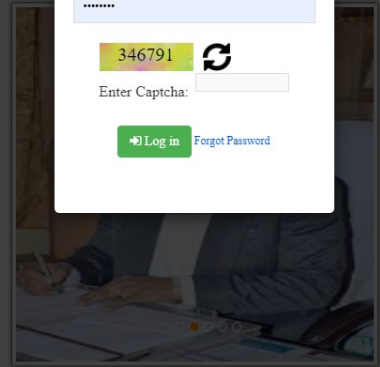 ••••••••
346791
Enter Captcha:
Log in Forgot Password